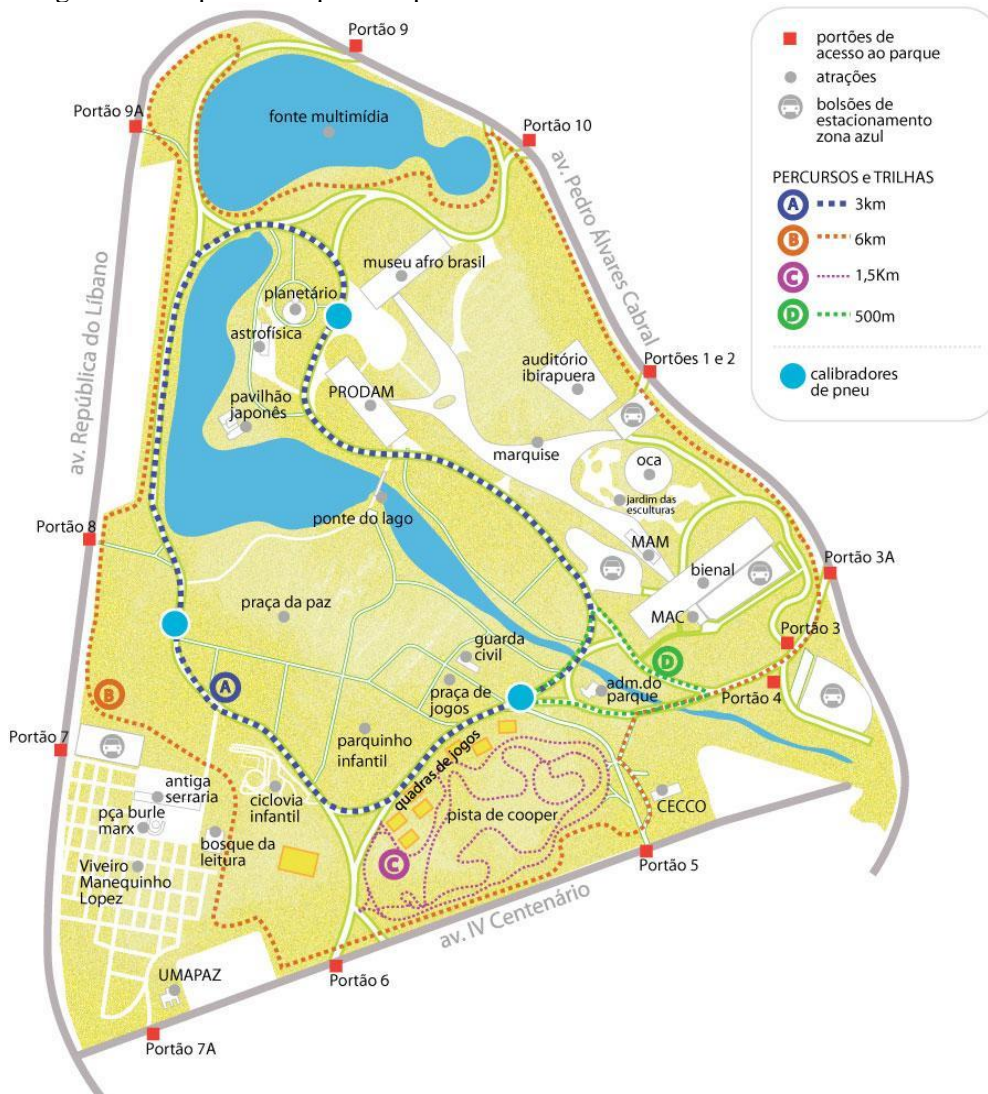 Portão 9
Portão 9A
fonte multimídia
Portão 10
av. Pedro Álvares Cabral
av. República do Líbano
museu afro brasil
planetário
astrofísica
auditório
ibirapuera
Portões 1 e 2
PRODAM
pavilhão
japonês
marquise
oca
jardim das
esculturas
ponte do lago
Portão 8
MAM
bienal
Portão 3A
praça da paz
MAC
Portão 3
guarda
civil
D
A
B
adm.do
parque
praça de
jogos
Portão 4
Portão 7
parquinho
infantil
quadras de jogos
antiga
serraria
ciclovia
infantil
pista de cooper
CECCO
pça burle
marx
bosque da
leitura
C
Portão 5
Viveiro
Manequinho
Lopez
av. IV Centenário
UMAPAZ
Portão 6
Portão 7A
portões de
acesso ao parque
atrações
bolsões de
estacionamento
zona azul
PERCURSOS e TRILHAS
A 3km
B 6km
C 1,5Km
D 500m
calibradores
de pneu